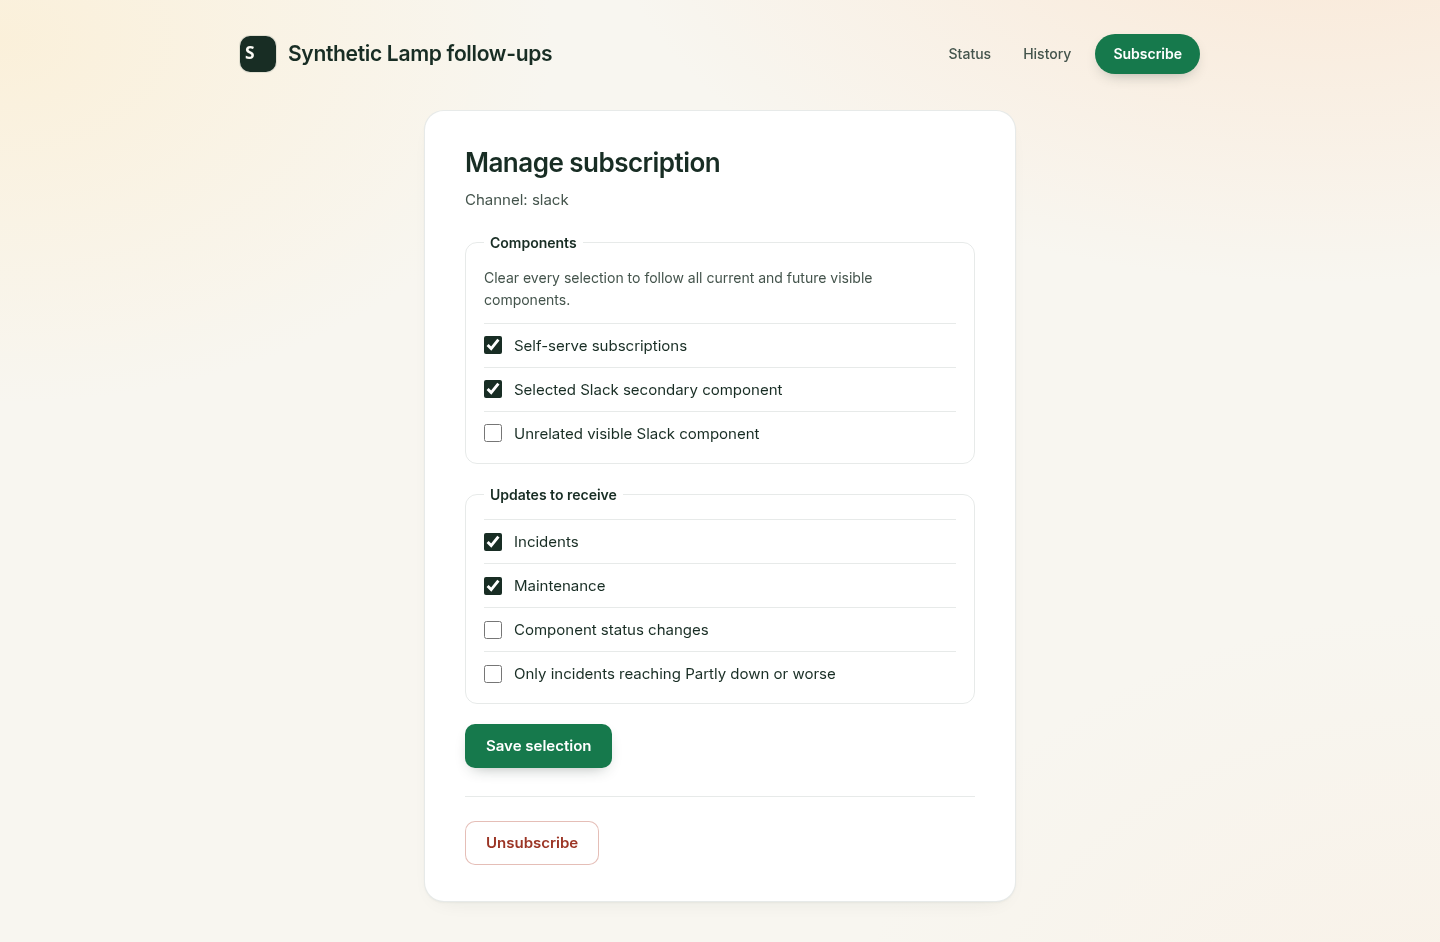 S
Synthetic Lamp follow-ups
Status
History
Subscribe
Manage subscription
Channel: slack
Components
Clear every selection to follow all current and future visible
components.
Self-serve subscriptions
Selected Slack secondary component
Unrelated visible Slack component
Updates to receive
Incidents
Maintenance
Component status changes
Only incidents reaching Partly down or worse
Save selection
Unsubscribe